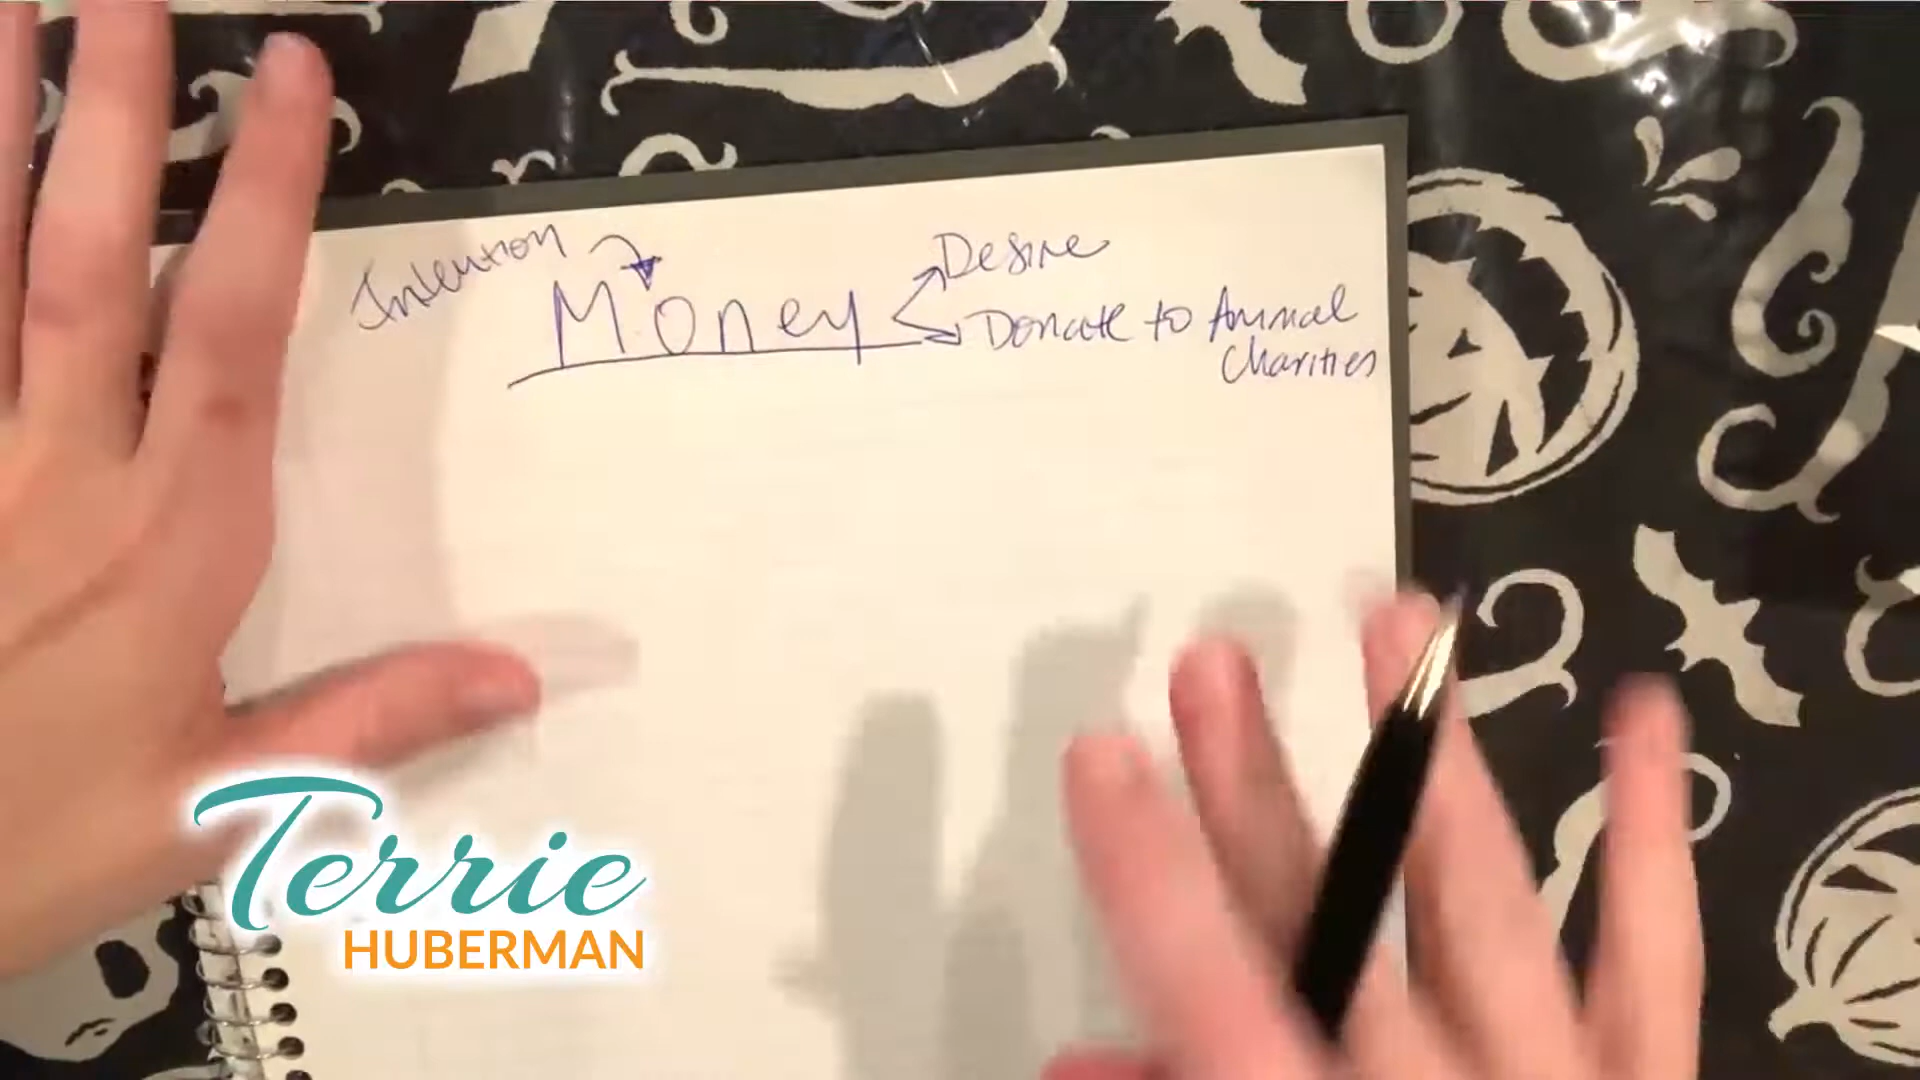 Intention
Money
Desire
Donate to Animal
Charities
Terrie
HUBERMAN